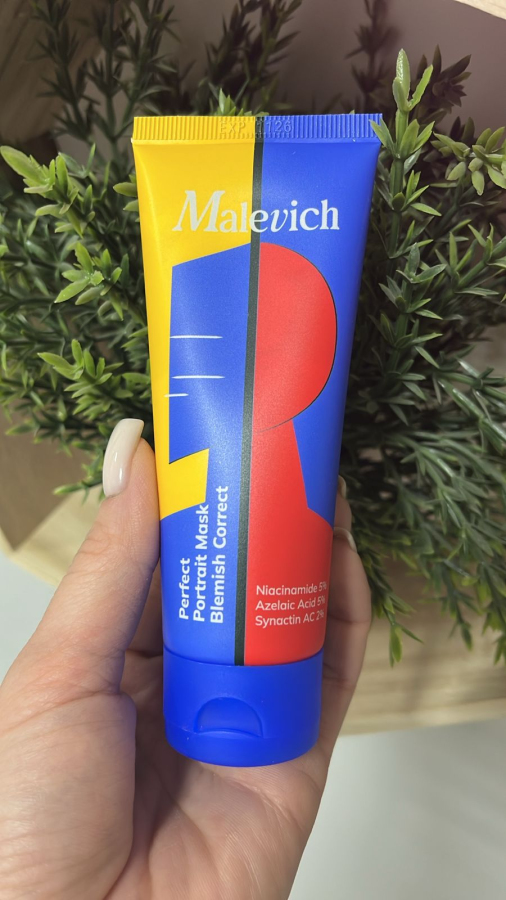 Malevich
Perfect
Portrait Mask
Blemish Correct
Niacinamide 5%
Azelaic Acid 5%
Synactin AC 2%